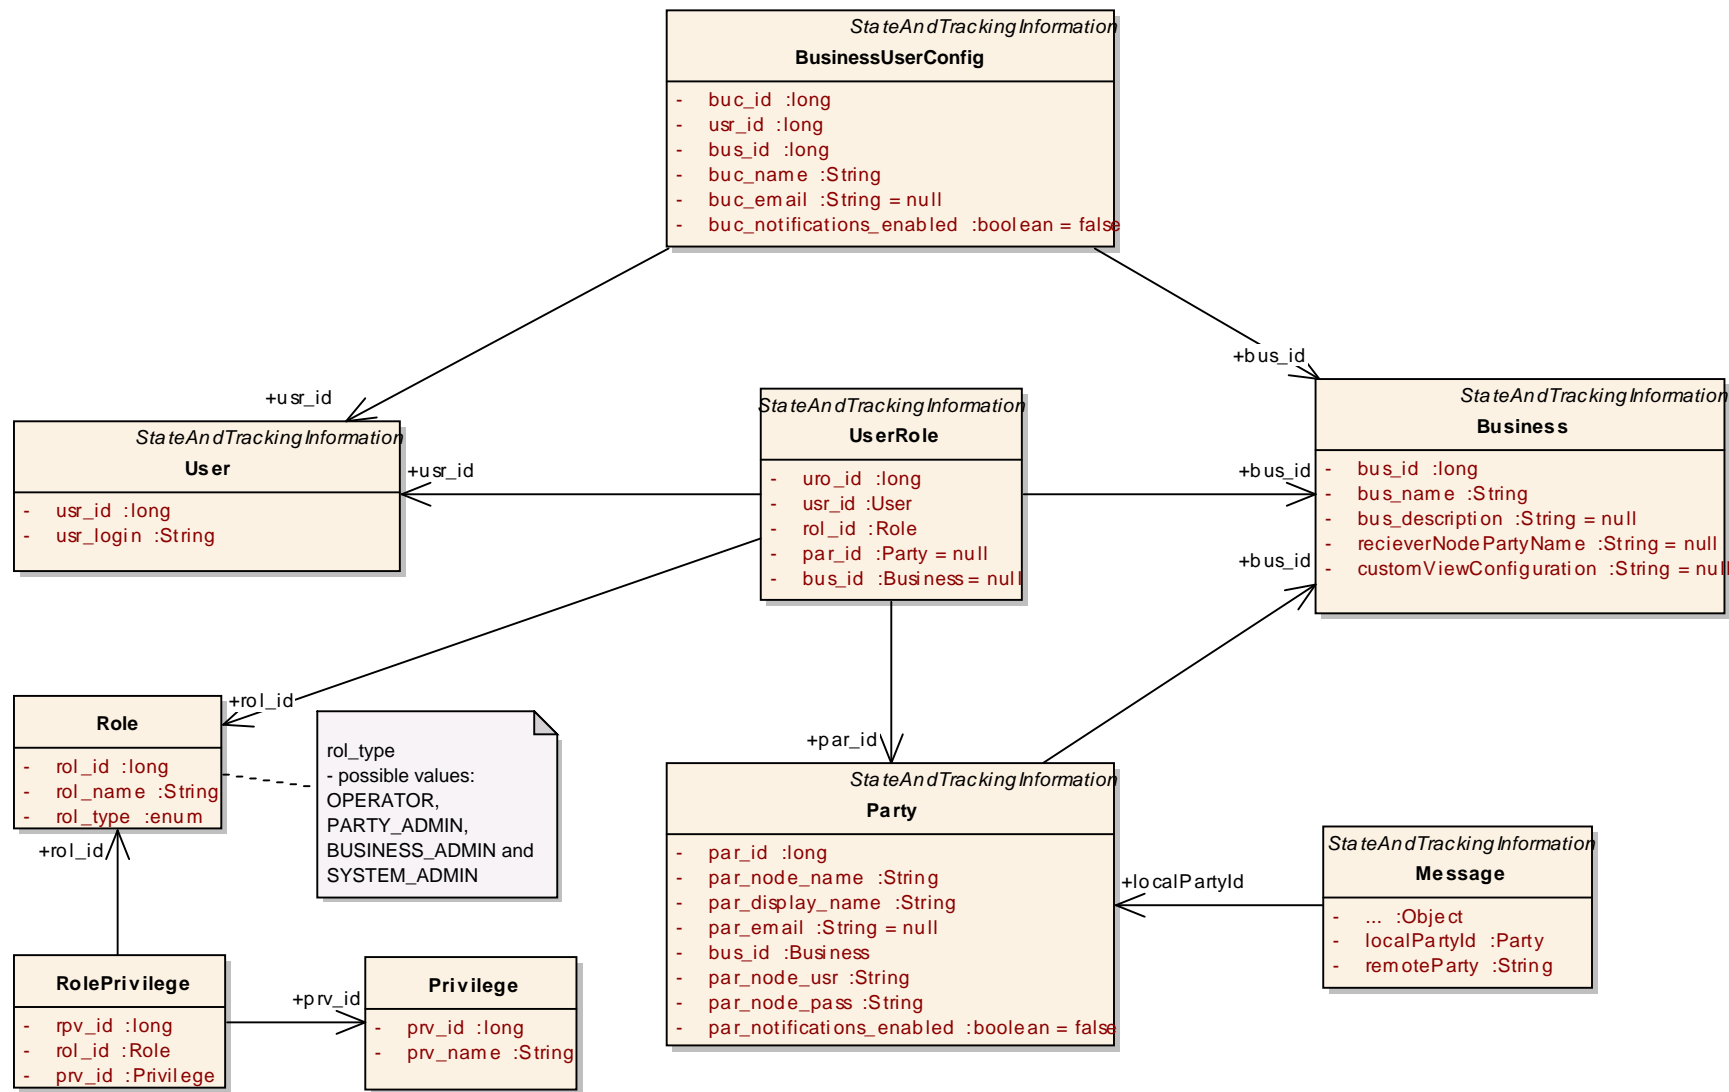 StateAndTrackingInformation
BusinessUserConfig
- buc_id :long
- usr_id :long
- bus_id :long
- buc_name :String
- buc_email :String = null
- buc_notifications_enabled :boolean = false
+usr_id
+bus_id
StateAndTrackingInformation
User
- usr_id :long
- usr_login :String
+usr_id
StateAndTrackingInformation
UserRole
- uro_id :long
- usr_id :User
- rol_id :Role
- par_id :Party = null
- bus_id :Business = null
+bus_id
+bus_id
StateAndTrackingInformation
Business
- bus_id :long
- bus_name :String
- bus_description :String = null
- recieverNodePartyName :String = null
- customViewConfiguration :String = null
+rol_id
Role
- rol_id :long
- rol_name :String
- rol_type :enum
rol_type
- possible values:
OPERATOR,
PARTY_ADMIN,
BUSINESS_ADMIN and
SYSTEM_ADMIN
+par_id
StateAndTrackingInformation
Party
- par_id :long
- par_node_name :String
- par_display_name :String
- par_email :String = null
- bus_id :Business
- par_node_usr :String
- par_node_pass :String
- par_notifications_enabled :boolean = false
+localPartyId
StateAndTrackingInformation
Message
- ... :Object
- localPartyId :Party
- remoteParty :String
+rol_id
RolePrivilege
- rpv_id :long
- rol_id :Role
- prv_id :Privilege
+prv_id
Privilege
- prv_id :long
- prv_name :String